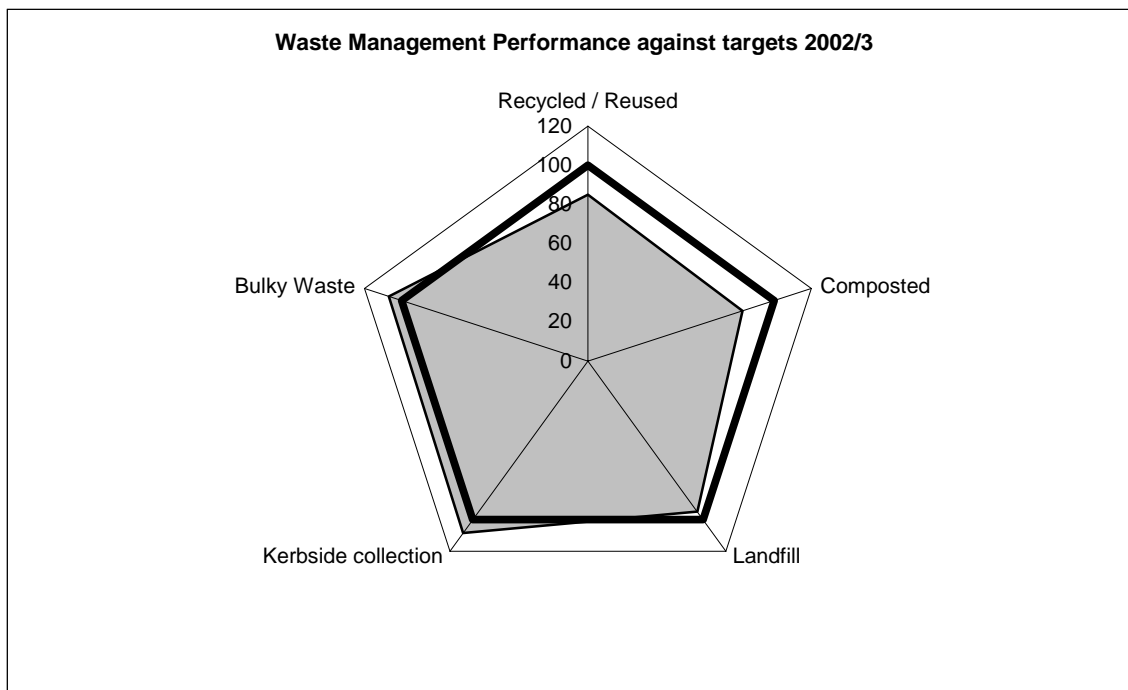 Waste Management Performance against targets 2002/3
Recycled / Reused
120
100
80
60
40
20
0
Bulky Waste
Composted
Kerbside collection
Landfill